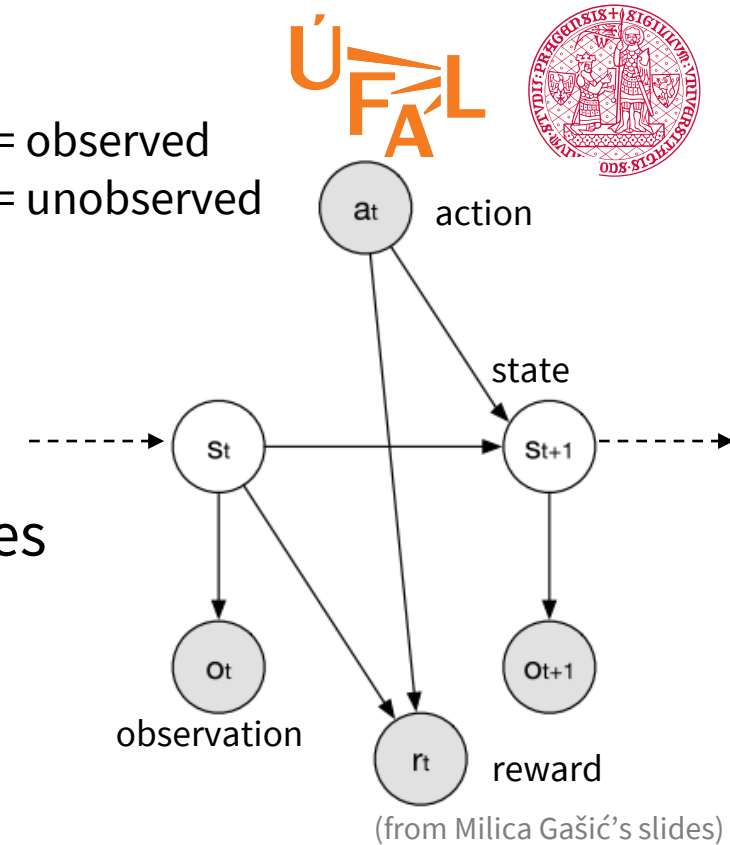 ÚFAL
= observed
= unobserved
at
action
state
st
st+1
es
ot
ot+1
observation
rt
reward
(from Milica Gašić’s slides)